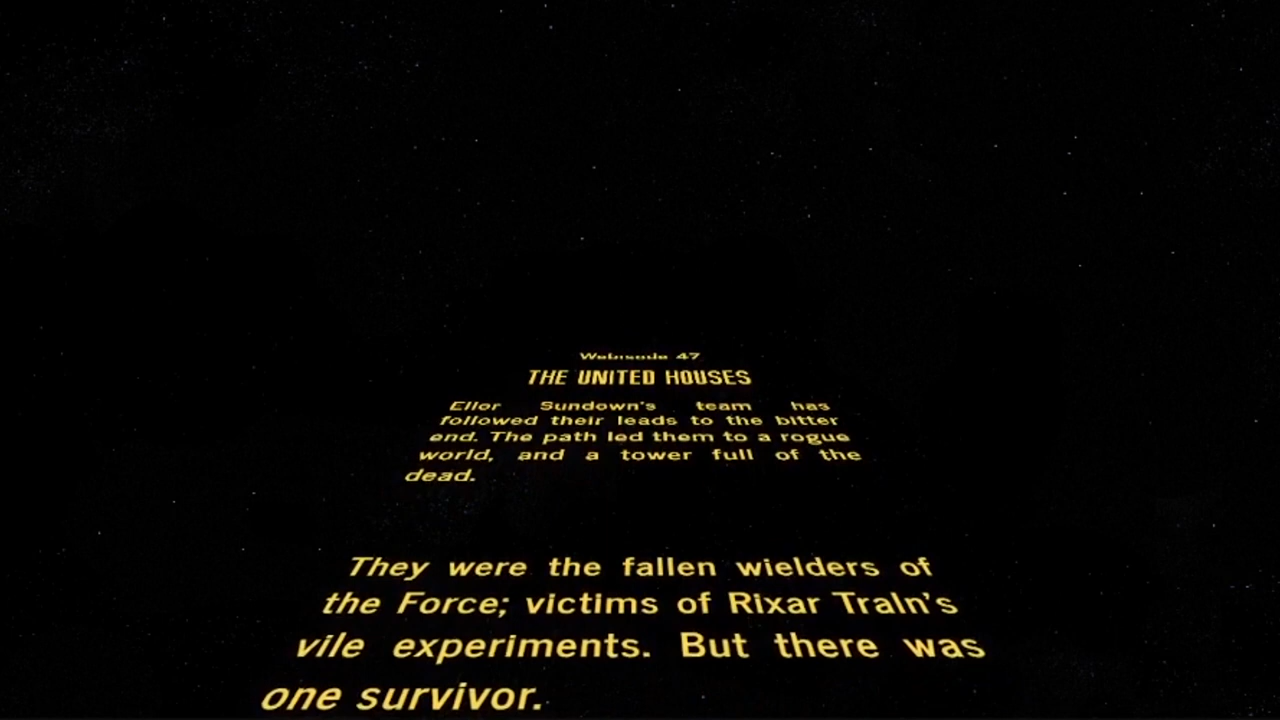 Webisode 47
THE UNITED HOUSES
Ellor Sundown's team has
followed their leads to the bitter
end. The path led them to a rogue
world, and a tower full of the
dead.
They were the fallen wielders of
the Force; victims of Rixar Traln's
vile experiments. But there was
one survivor.